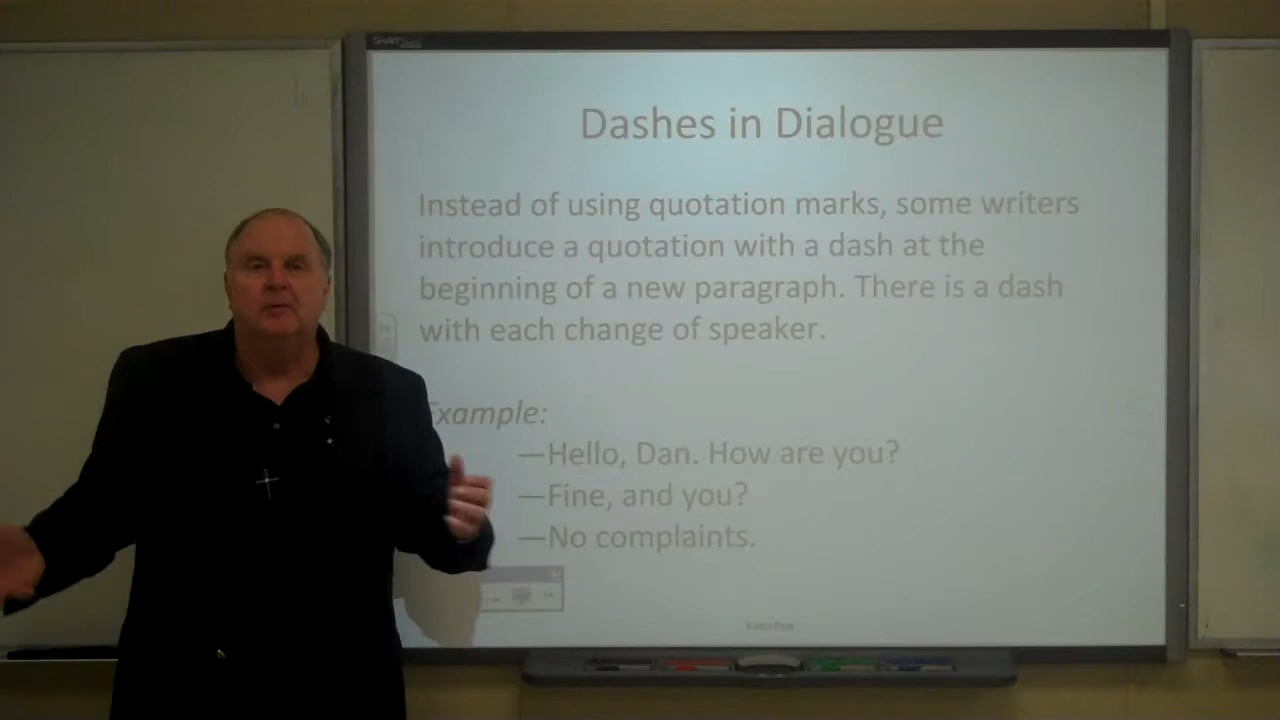 SMART
Dashes in Dialogue
Instead of using quotation marks, some writers
introduce a quotation with a dash at the
beginning of a new paragraph. There is a dash
with each change of speaker.
Example:
—Hello, Dan. How are you?
—Fine, and you?
—No complaints.